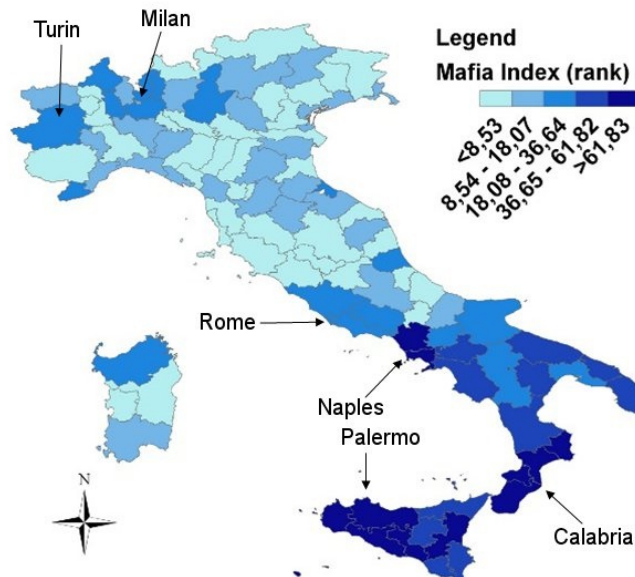 Milan
Turin
Legend
Mafia Index (rank)
<8,53
8,54 - 18,07
18,08 - 36,64
36,65 - 61,82
>61,83
Rome
Naples
Palermo
N
Calabria